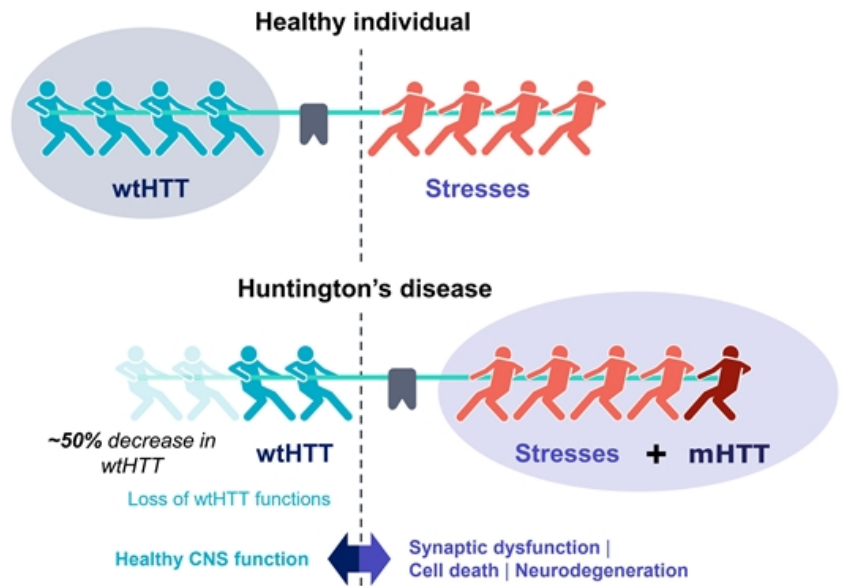 Healthy individual
wtHTT
Stresses
Huntington's disease
~50% decrease in
wtHTT
wtHTT
Stresses + mHTT
Loss of wtHTT functions
Healthy CNS function
Synaptic dysfunction |
Cell death | Neurodegeneration